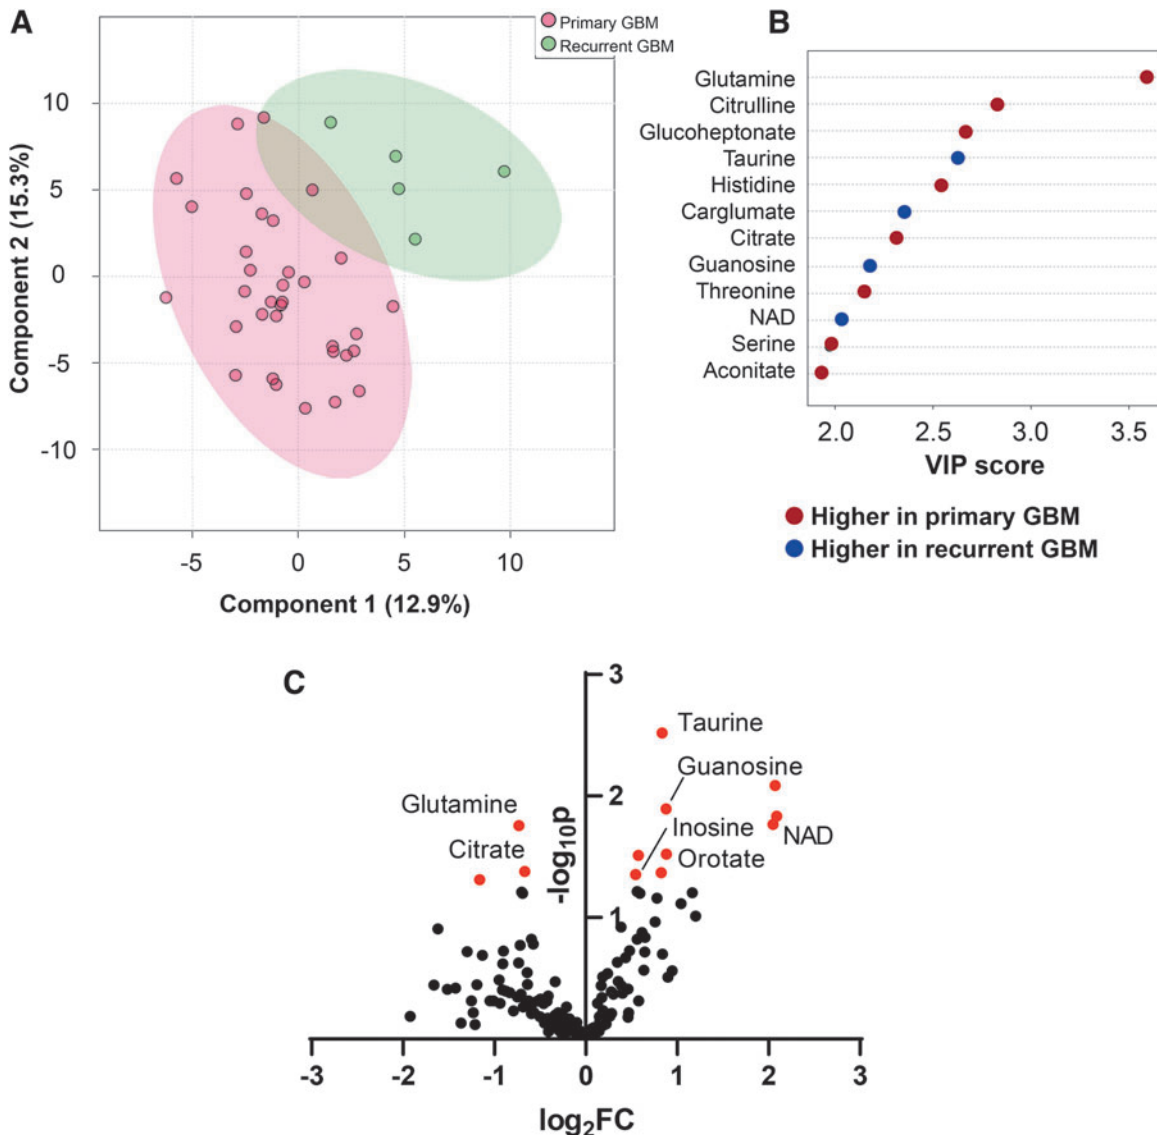 A
Primary GBM
Recurrent GBM
10
5
0
-5
-10
Component 2 (15.3%)
-5
0
5
10
Component 1 (12.9%)
B
Glutamine
Citrulline
Glucoheptonate
Taurine
Histidine
Carglumate
Citrate
Guanosine
Threonine
NAD
Serine
Aconitate
2.0
2.5
3.0
3.5
VIP score
Higher in primary GBM
Higher in recurrent GBM
C
3
2
1
-log10p
Taurine
Guanosine
Glutamine
Inosine
NAD
Citrate
Orotate
-3
-2
-1
0
1
2
3
log2FC